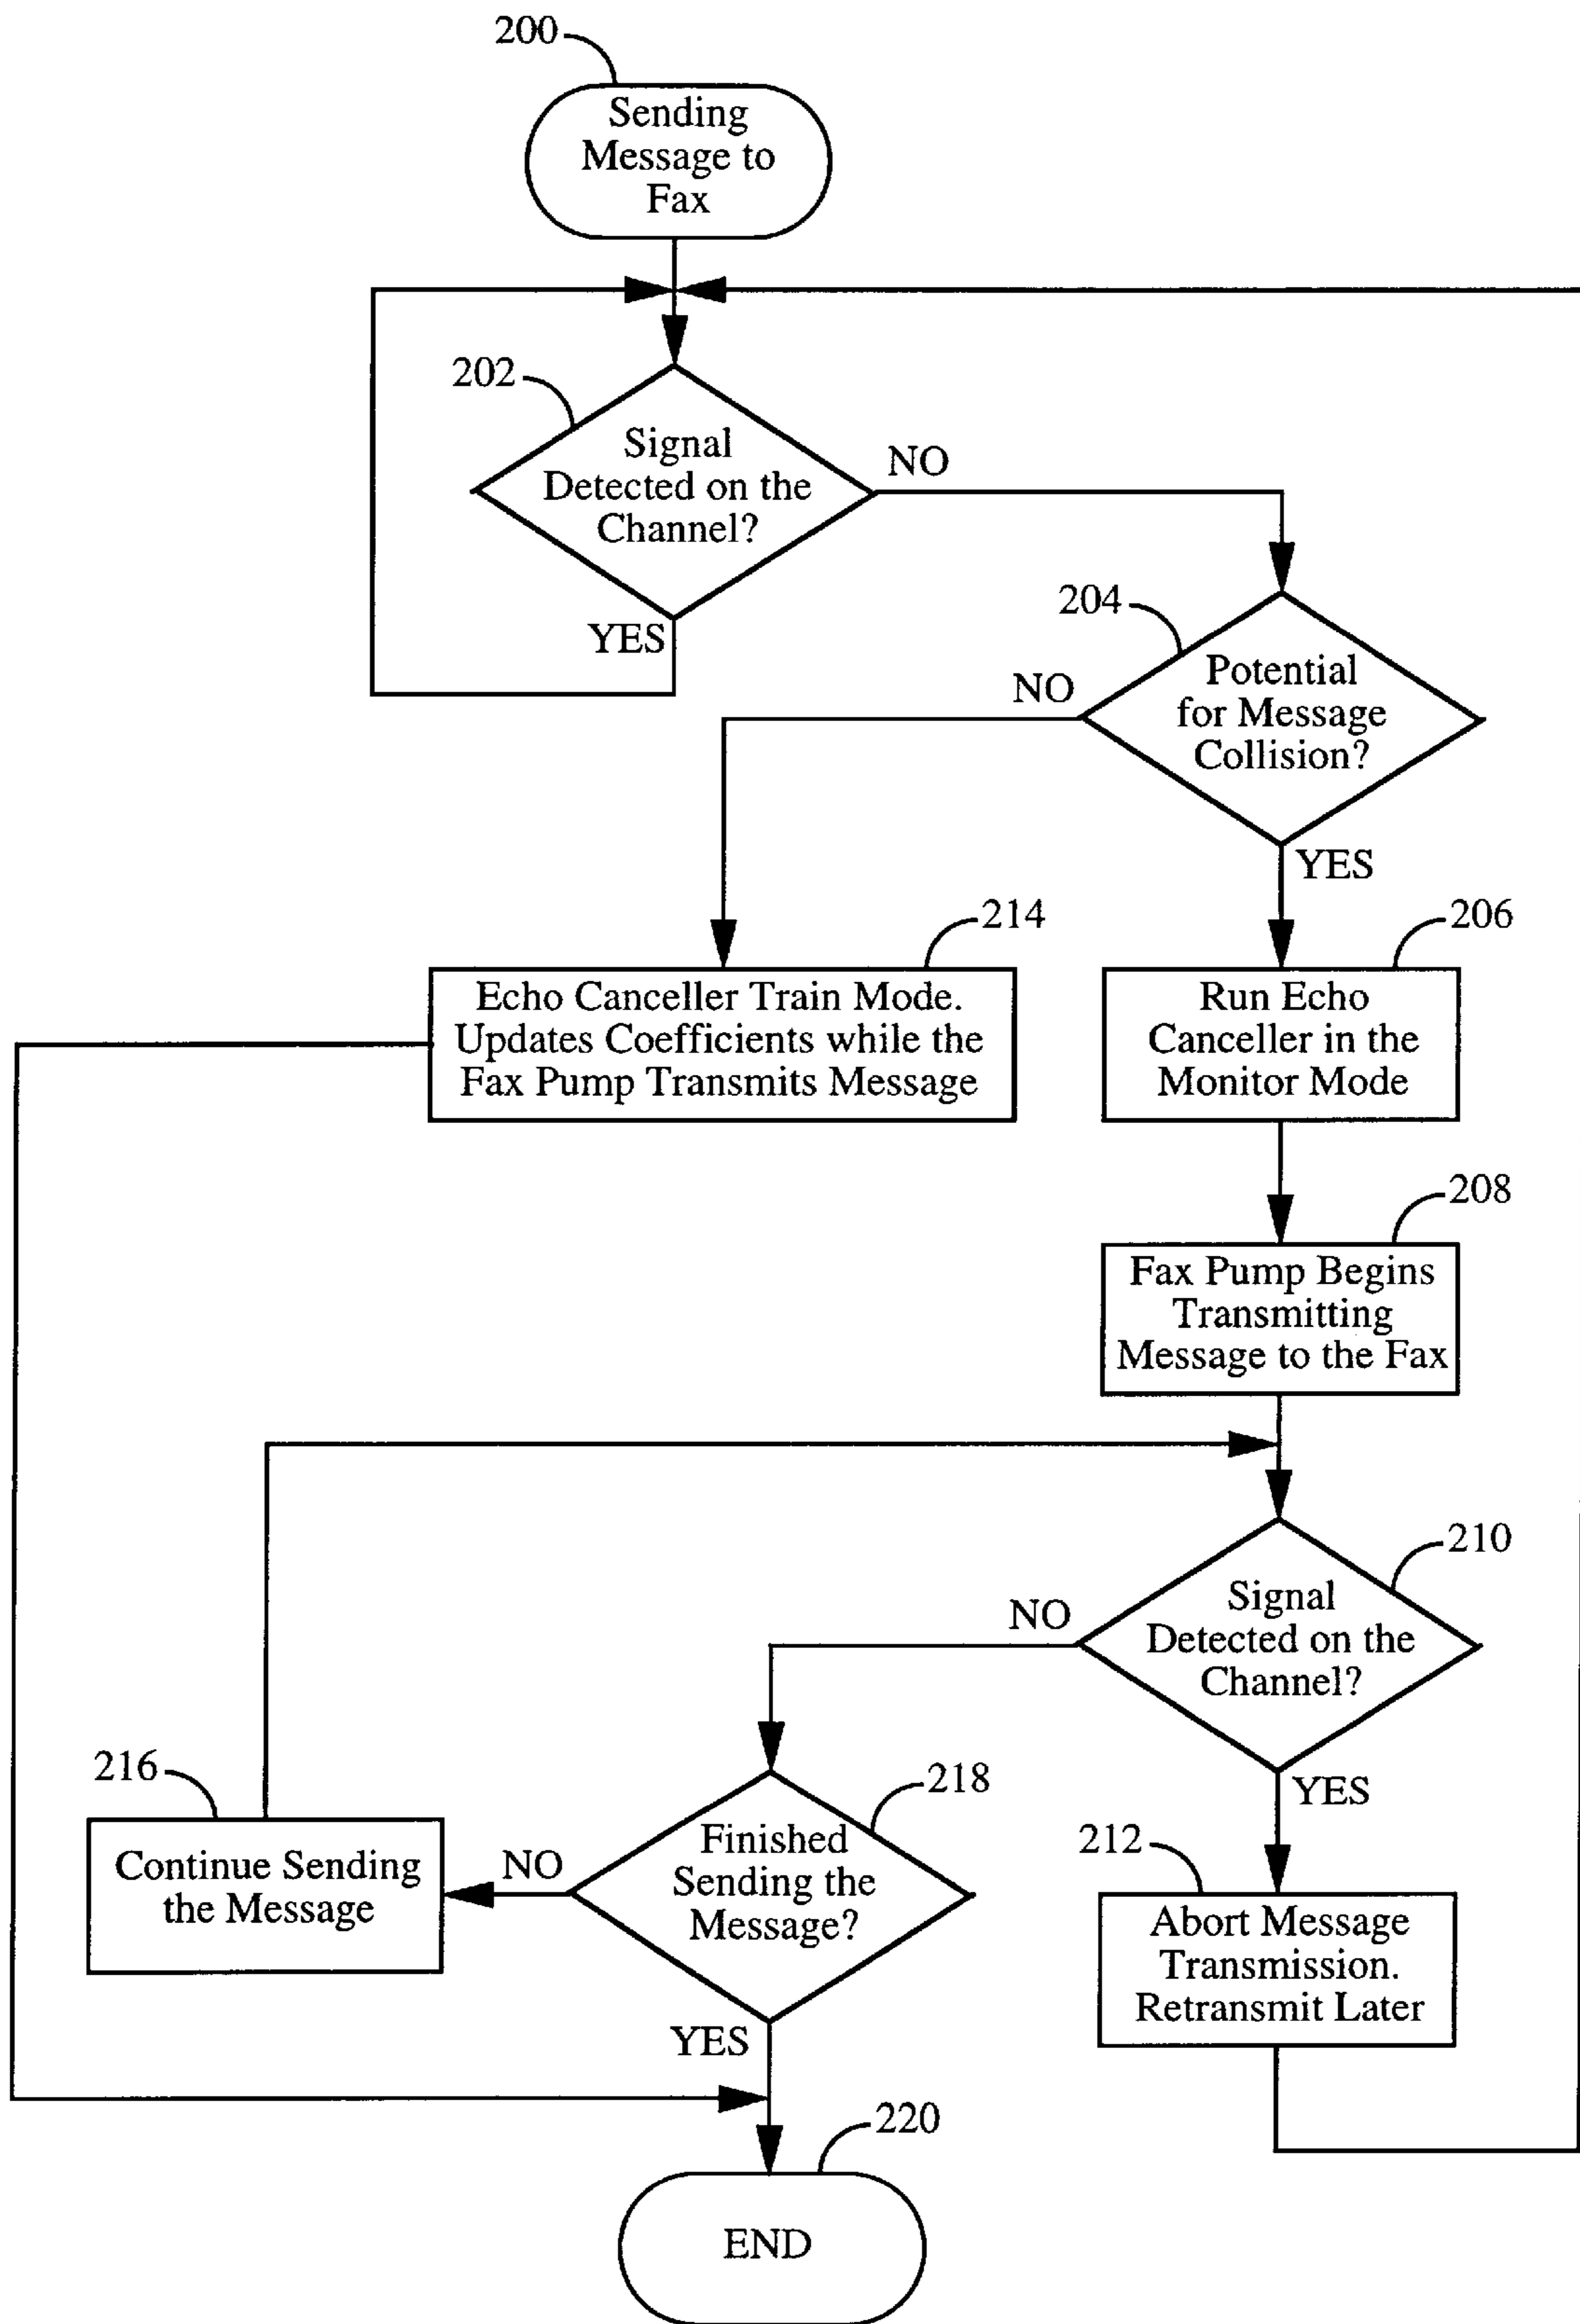 200
Sending
Message to
Fax
202
Signal
Detected on the
Channel?
NO
YES
204
Potential
for Message
Collision?
NO
YES
214
Echo Canceller Train Mode.
Updates Coefficients while the
Fax Pump Transmits Message
206
Run Echo
Canceller in the
Monitor Mode
208
Fax Pump Begins
Transmitting
Message to the Fax
210
Signal
Detected on the
Channel?
NO
YES
216
Continue Sending
the Message
NO
218
Finished
Sending the
Message?
YES
212
Abort Message
Transmission.
Retransmit Later
220
END